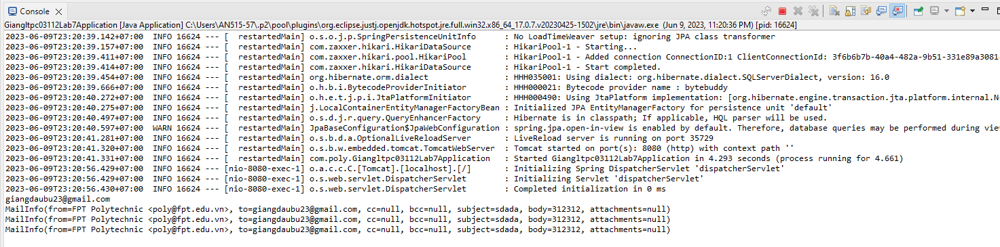 Console
Giangltpc03112Lab7Application [Java Application] C:\Users\AN515-57\.p2\pool\plugins\org.eclipse.justj.openjdk.hotspot.jre.full.win32.x86_64_17.0.7.v20230425-1502\jre\bin\javaw.exe (Jun 9, 2023, 11:20:36 PM) [pid: 16624]
2023-06-09T23:20:39.142+07:00  INFO 16624 --- [  restartedMain] o.s.o.j.p.SpringPersistenceUnitInfo      : No LoadTimeWeaver setup: ignoring JPA class transformer
2023-06-09T23:20:39.157+07:00  INFO 16624 --- [  restartedMain] com.zaxxer.hikari.HikariDataSource       : HikariPool-1 - Starting...
2023-06-09T23:20:39.411+07:00  INFO 16624 --- [  restartedMain] com.zaxxer.hikari.pool.HikariPool        : HikariPool-1 - Added connection ConnectionID:1 ClientConnectionId: 3f6b6b7b-40a4-482a-9b51-331e89a3081
2023-06-09T23:20:39.414+07:00  INFO 16624 --- [  restartedMain] com.zaxxer.hikari.HikariDataSource       : HikariPool-1 - Start completed.
2023-06-09T23:20:39.454+07:00  INFO 16624 --- [  restartedMain] org.hibernate.orm.dialect                : HHH035001: Using dialect: org.hibernate.dialect.SQLServerDialect, version: 16.0
2023-06-09T23:20:39.666+07:00  INFO 16624 --- [  restartedMain] o.h.b.i.BytecodeProviderInitiator        : HHH000021: Bytecode provider name : bytebuddy
2023-06-09T23:20:40.272+07:00  INFO 16624 --- [  restartedMain] o.h.e.t.j.p.i.JtaPlatformInitiator       : HHH000490: Using JtaPlatform implementation: [org.hibernate.engine.transaction.jta.platform.internal.N
2023-06-09T23:20:40.275+07:00  INFO 16624 --- [  restartedMain] j.LocalContainerEntityManagerFactoryBean : Initialized JPA EntityManagerFactory for persistence unit 'default'
2023-06-09T23:20:40.497+07:00  INFO 16624 --- [  restartedMain] o.s.d.j.r.query.QueryEnhancerFactory     : Hibernate is in classpath; If applicable, HQL parser will be used.
2023-06-09T23:20:40.597+07:00  WARN 16624 --- [  restartedMain] JpaBaseConfiguration$JpaWebConfiguration : spring.jpa.open-in-view is enabled by default. Therefore, database queries may be performed during vie
2023-06-09T23:20:41.281+07:00  INFO 16624 --- [  restartedMain] o.s.b.d.a.OptionalLiveReloadServer       : LiveReload server is running on port 35729
2023-06-09T23:20:41.320+07:00  INFO 16624 --- [  restartedMain] o.s.b.w.embedded.tomcat.TomcatWebServer  : Tomcat started on port(s): 8080 (http) with context path ''
2023-06-09T23:20:41.331+07:00  INFO 16624 --- [  restartedMain] com.poly.Giangltpc03112Lab7Application   : Started Giangltpc03112Lab7Application in 4.293 seconds (process running for 4.661)
2023-06-09T23:20:56.429+07:00  INFO 16624 --- [nio-8080-exec-1] o.a.c.c.C.[Tomcat].[localhost].[/]       : Initializing Spring DispatcherServlet 'dispatcherServlet'
2023-06-09T23:20:56.429+07:00  INFO 16624 --- [nio-8080-exec-1] o.s.web.servlet.DispatcherServlet        : Initializing Servlet 'dispatcherServlet'
2023-06-09T23:20:56.430+07:00  INFO 16624 --- [nio-8080-exec-1] o.s.web.servlet.DispatcherServlet        : Completed initialization in 0 ms
giangdaubu23@gmail.com
MailInfo(from=FPT Polytechnic <poly@fpt.edu.vn>, to=giangdaubu23@gmail.com, cc=null, bcc=null, subject=sdada, body=312312, attachments=null)
MailInfo(from=FPT Polytechnic <poly@fpt.edu.vn>, to=giangdaubu23@gmail.com, cc=null, bcc=null, subject=sdada, body=312312, attachments=null)
MailInfo(from=FPT Polytechnic <poly@fpt.edu.vn>, to=giangdaubu23@gmail.com, cc=null, bcc=null, subject=sdada, body=312312, attachments=null)